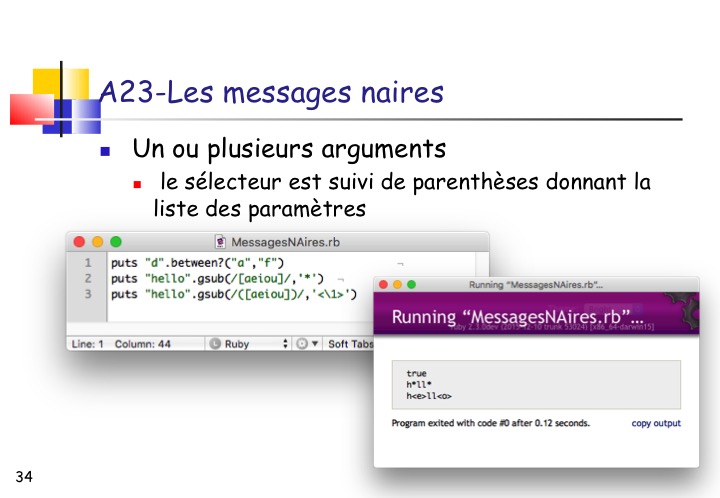 A23-Les messages naires
Un ou plusieurs arguments
le sélecteur est suivi de parenthèses donnant la
liste des paramètres
MessagesNAires.rb
1 puts "d".between?("a","f") ¬
2 puts "hello".gsub(/[aeiou]/,'*') ¬
3 puts "hello".gsub(/([aeiou])/,'<\1>')
Line: 1 Column: 44 Ruby Soft Tabs
Running "MessagesNAires.rb"...
Running “MessagesNAires.rb”...
ruby 2.3.0dev (2015-12-10 trunk 53024) [x86_64-darwin15]
true
h*ll*
h<e>ll<o>
Program exited with code #0 after 0.12 seconds.
copy output
34